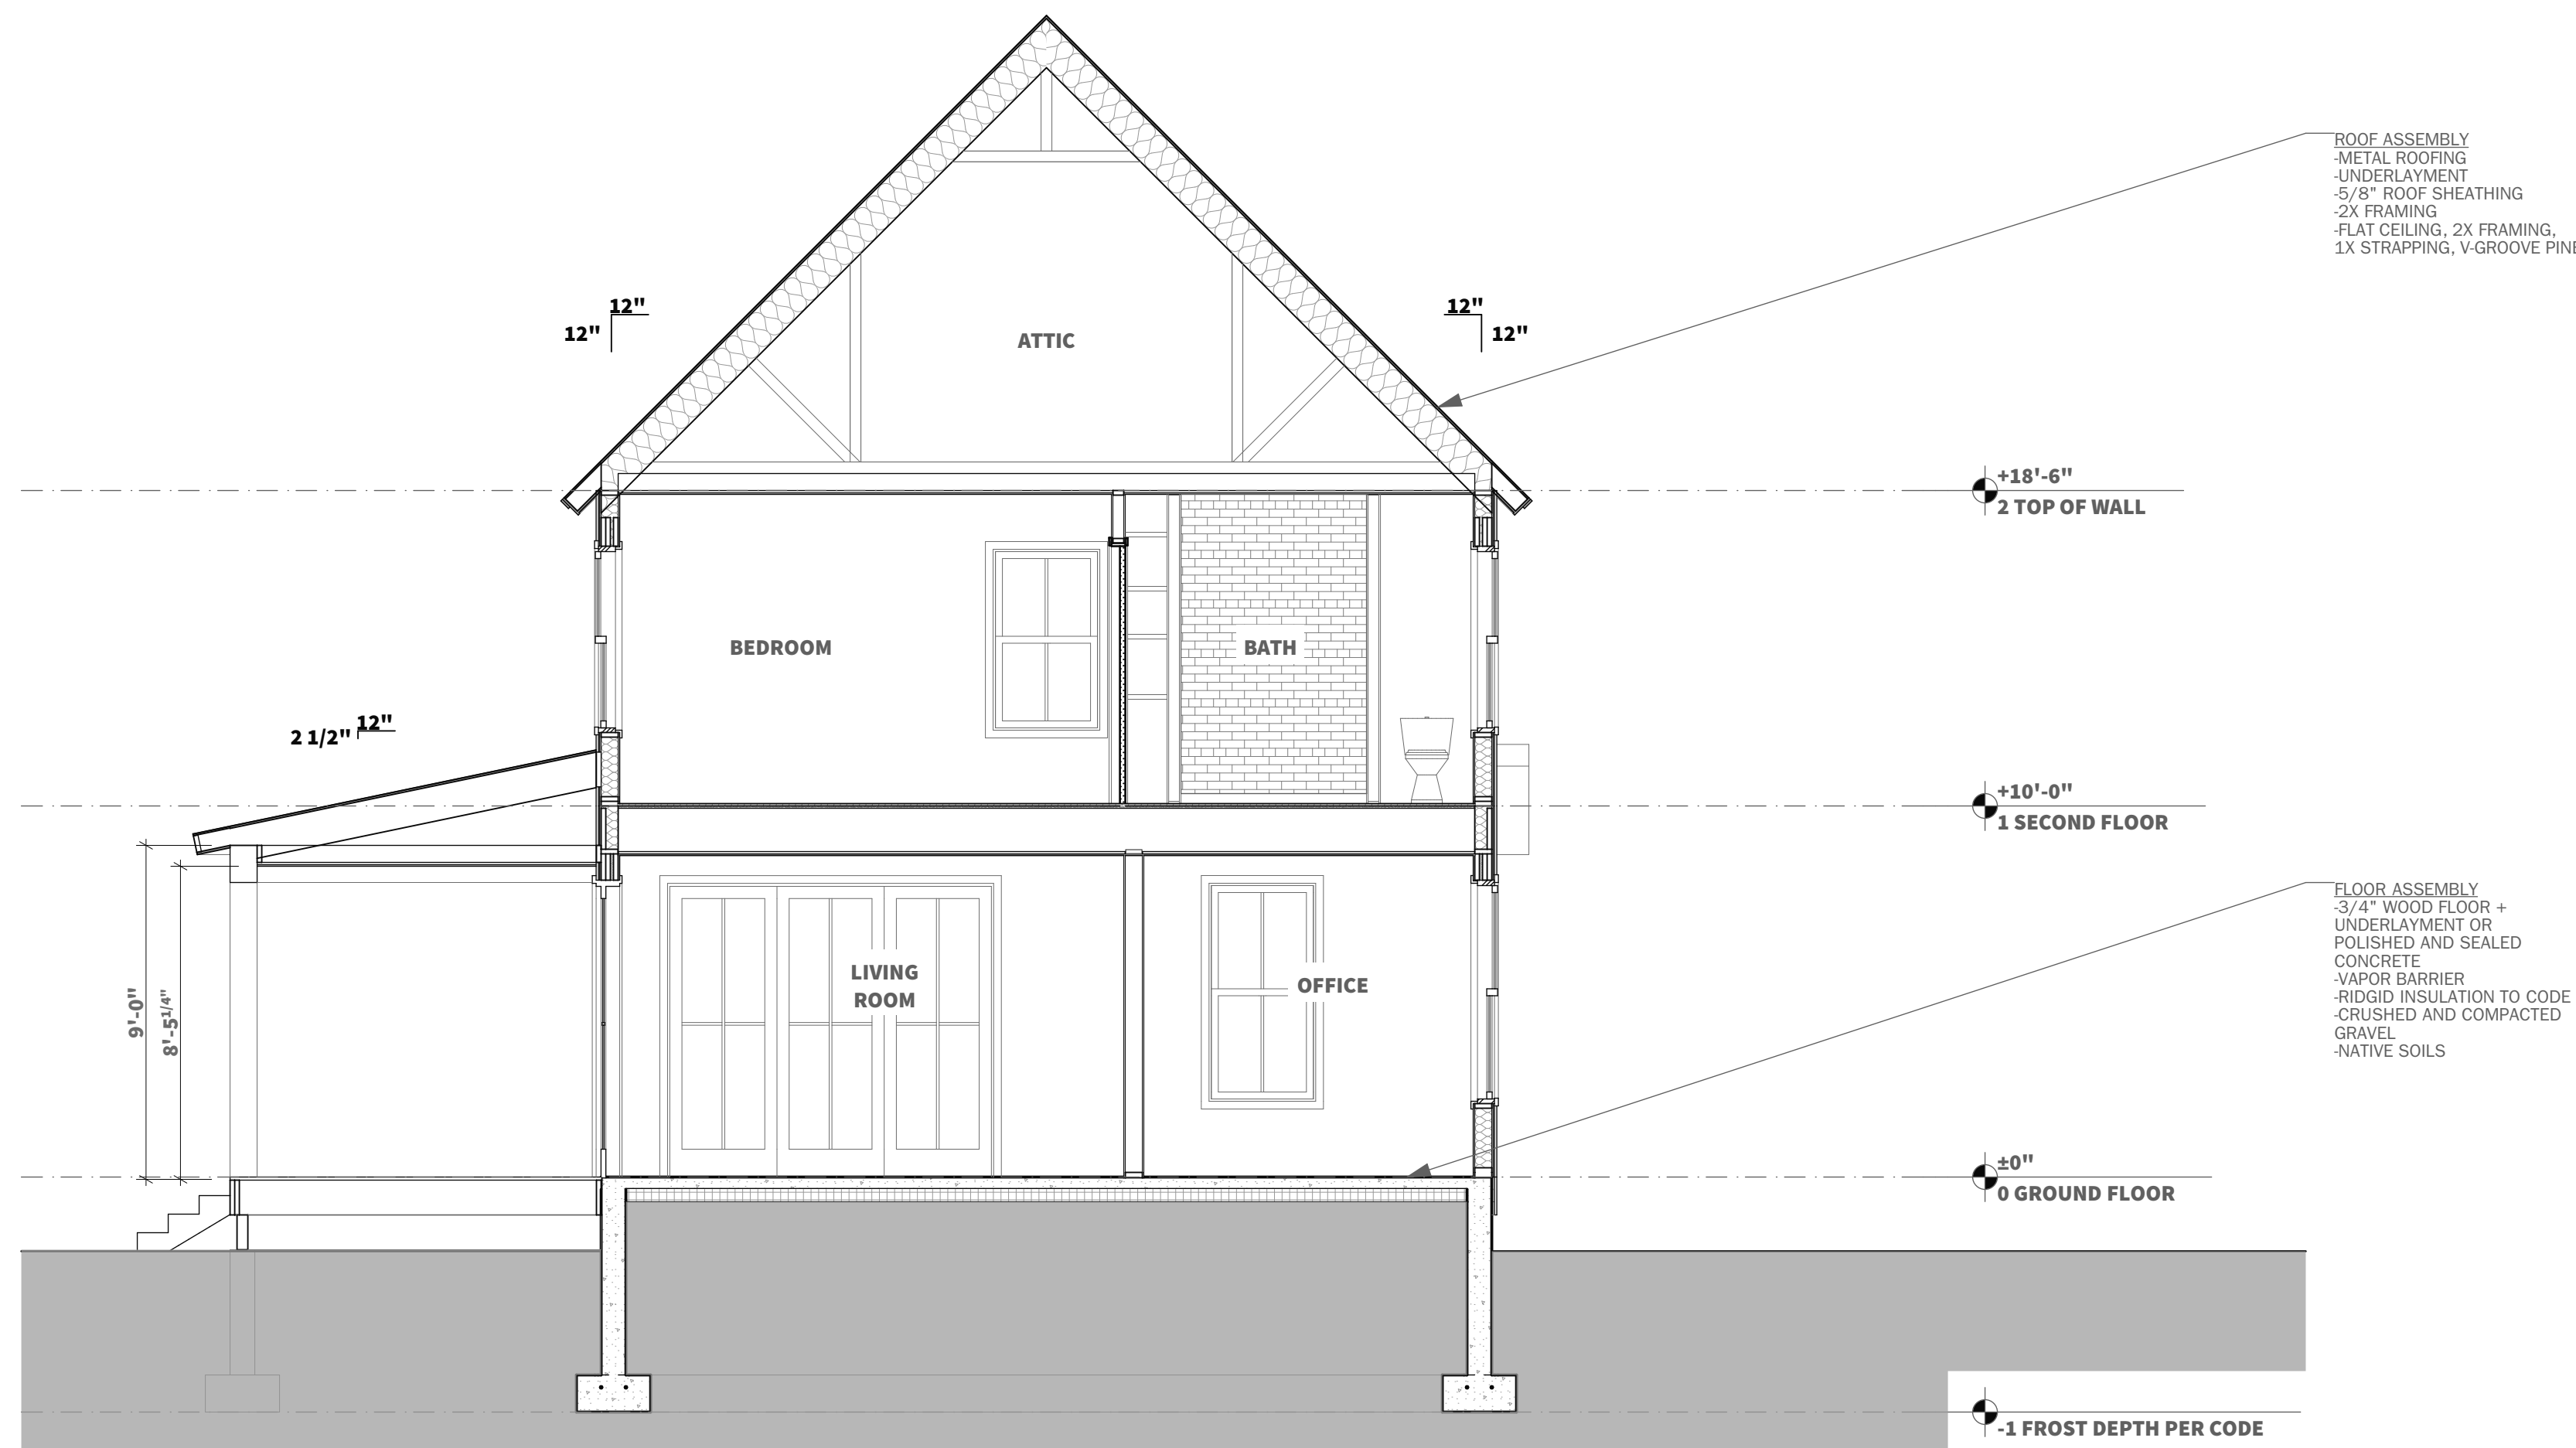 ROOF ASSEMBLY
-METAL ROOFING
-UNDERLAYMENT
-5/8" ROOF SHEATHING
-2X FRAMING
-FLAT CEILING, 2X FRAMING,
1X STRAPPING, V-GROOVE PINE
12"
12"
12"
12"
ATTIC
+18'-6"
2 TOP OF WALL
BEDROOM
BATH
12"
2 1/2"
+10'-0"
1 SECOND FLOOR
FLOOR ASSEMBLY
-3/4" WOOD FLOOR +
UNDERLAYMENT OR
POLISHED AND SEALED
CONCRETE
-VAPOR BARRIER
-RIDGID INSULATION TO CODE
-CRUSHED AND COMPACTED
GRAVEL
-NATIVE SOILS
LIVING
ROOM
OFFICE
9'-0"
8'-5 1/4"
±0"
0 GROUND FLOOR
-1 FROST DEPTH PER CODE